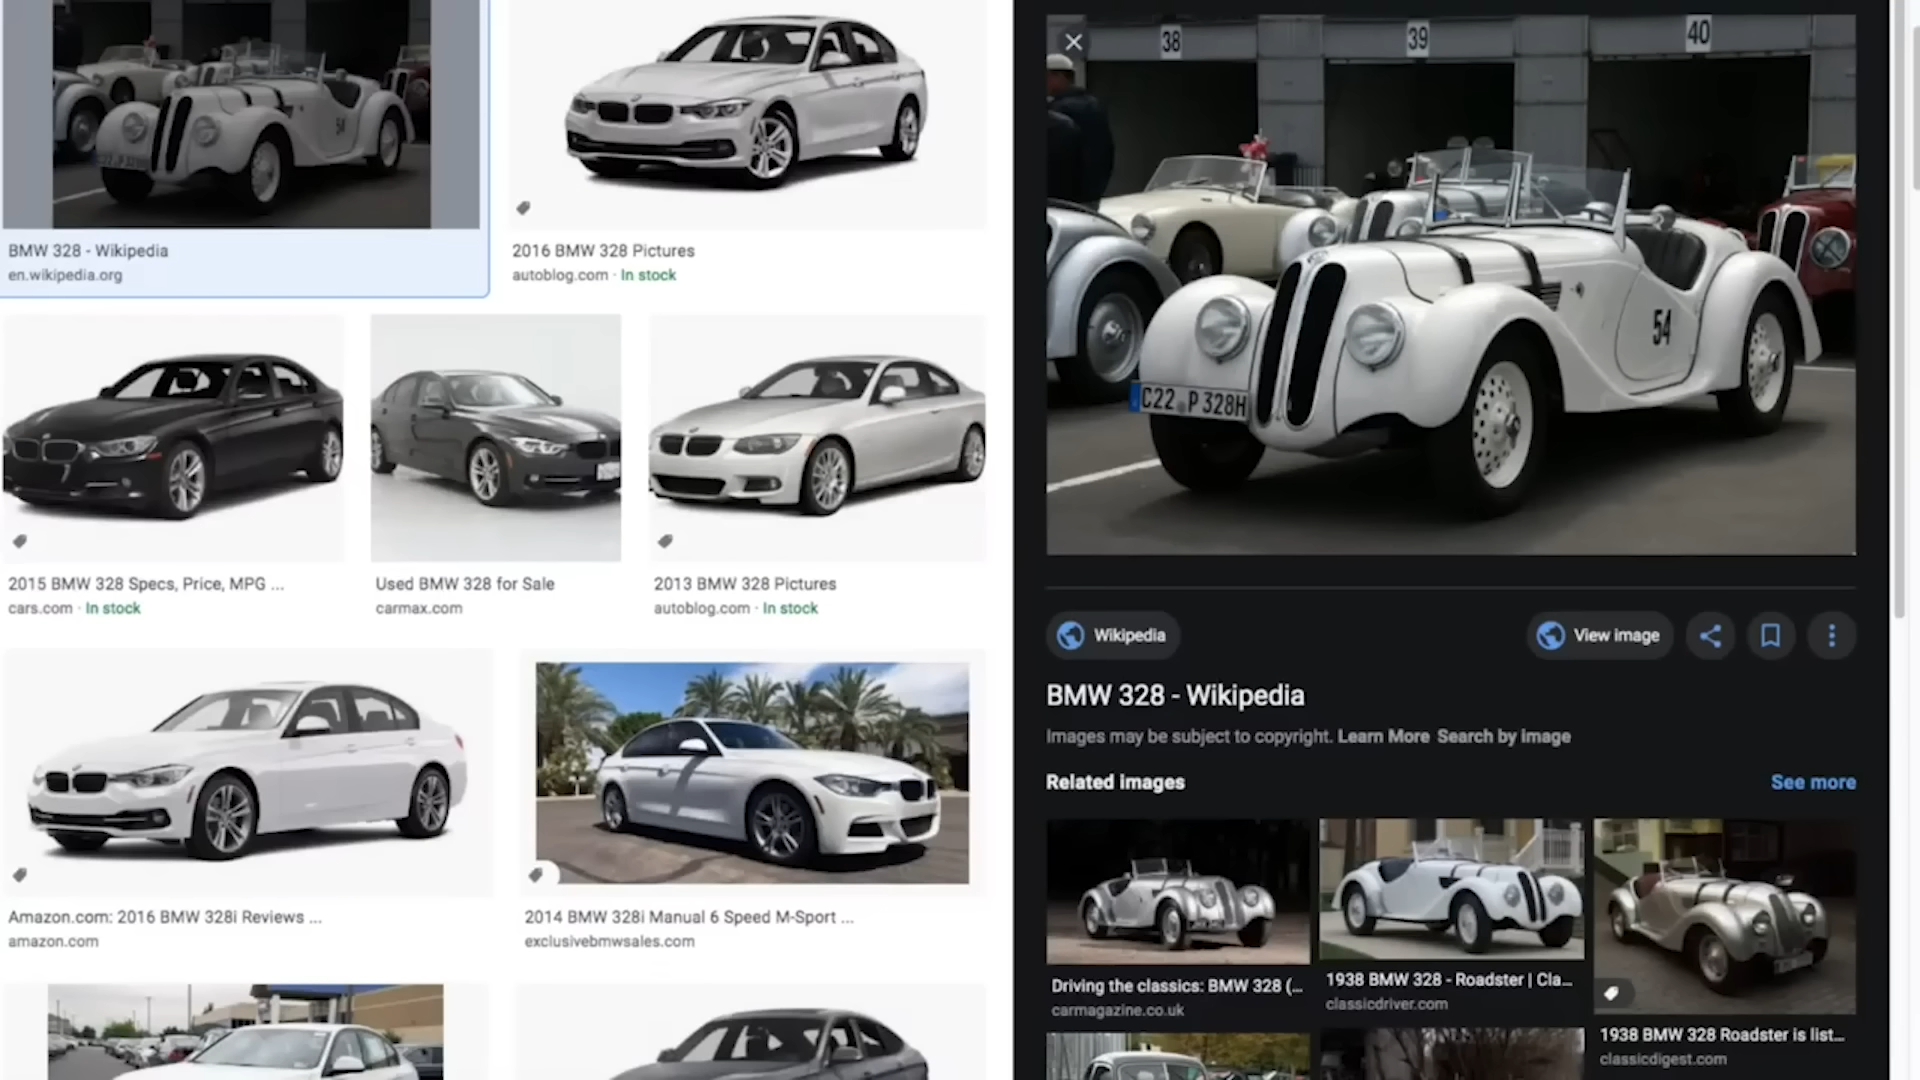 BMW 328 - Wikipedia
en.wikipedia.org
2016 BMW 328 Pictures
autoblog.com · In stock
2015 BMW 328 Specs, Price, MPG ...
cars.com · In stock
Used BMW 328 for Sale
carmax.com
2013 BMW 328 Pictures
autoblog.com · In stock
Amazon.com: 2016 BMW 328i Reviews ...
amazon.com
2014 BMW 328i Manual 6 Speed M-Sport ...
exclusivebmwsales.com
38
39
40
54
C22 P 328H
Wikipedia
View image
BMW 328 - Wikipedia
Images may be subject to copyright. Learn More Search by image
Related images
See more
Driving the classics: BMW 328 (...
carmagazine.co.uk
1938 BMW 328 - Roadster | Cla...
classicdriver.com
1938 BMW 328 Roadster is list...
classicdigest.com